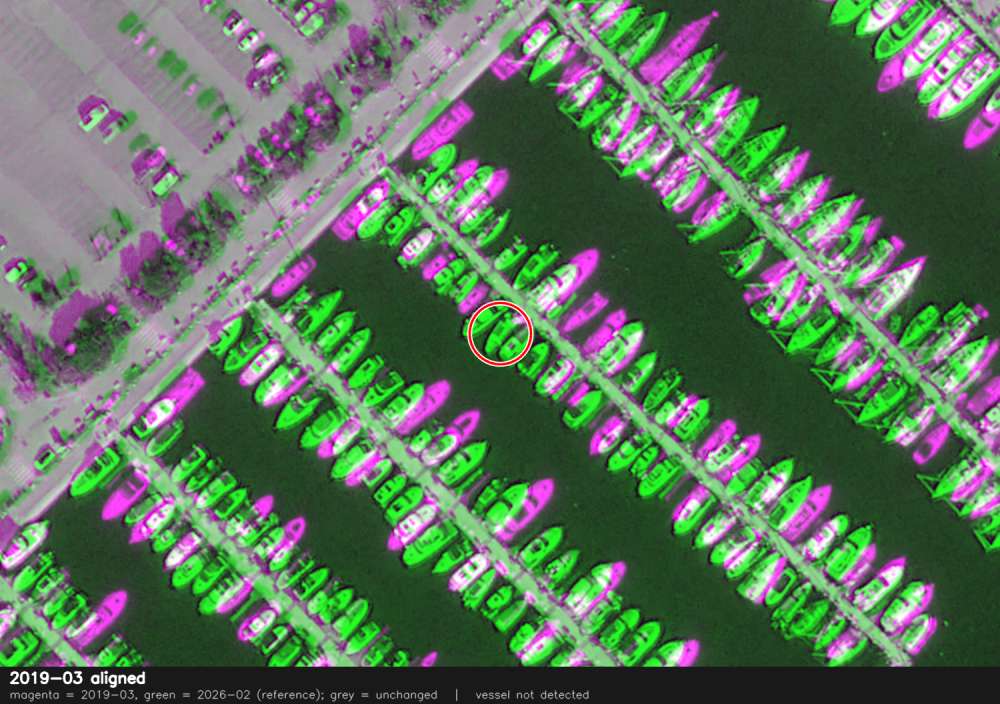 2019-03 aligned
magenta = 2019-03, green = 2026-02 (reference); grey = unchanged | vessel not detected